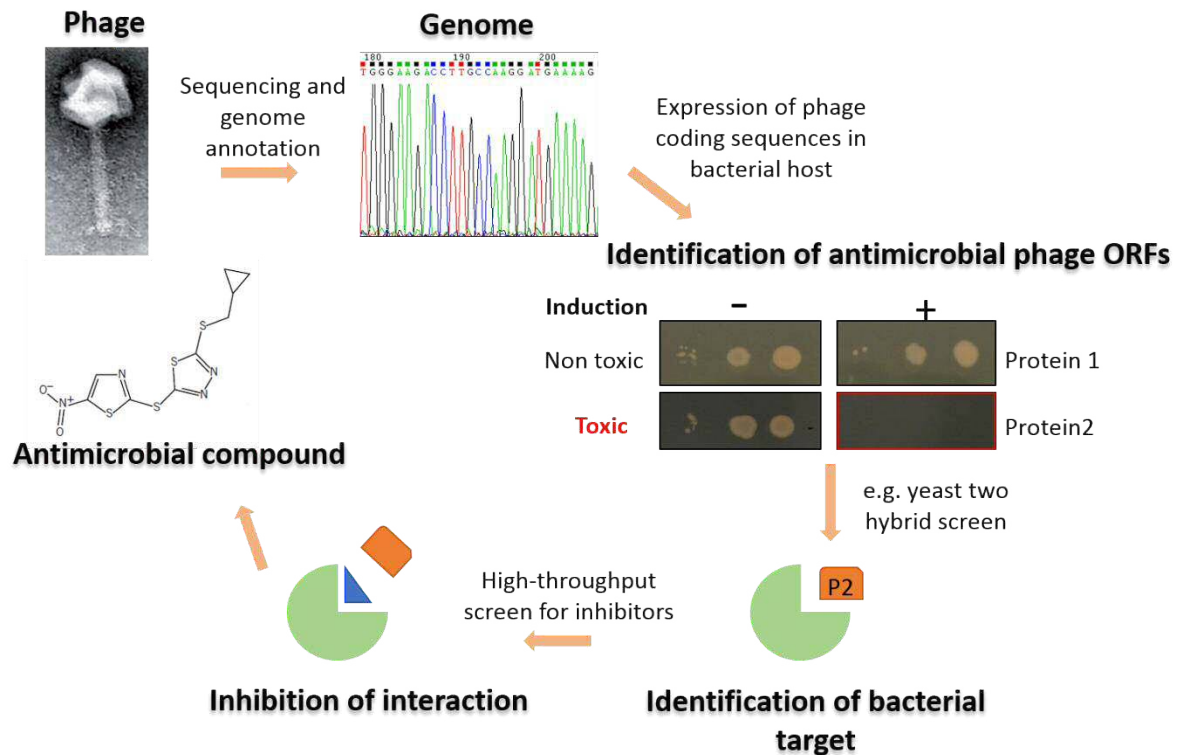 Phage
Sequencing and
genome
annotation
Genome
180 190 200
TGGGAAGACCTTGCCAAGGATGAAAAG
Expression of phage
coding sequences in
bacterial host
Identification of antimicrobial phage ORFs
Induction - +
Non toxic Protein 1
Toxic Protein2
e.g. yeast two
hybrid screen
P2
Identification of bacterial
target
High-throughput
screen for inhibitors
Inhibition of interaction
Antimicrobial compound
S
S
N
N
N
S
S
N+
O-
O